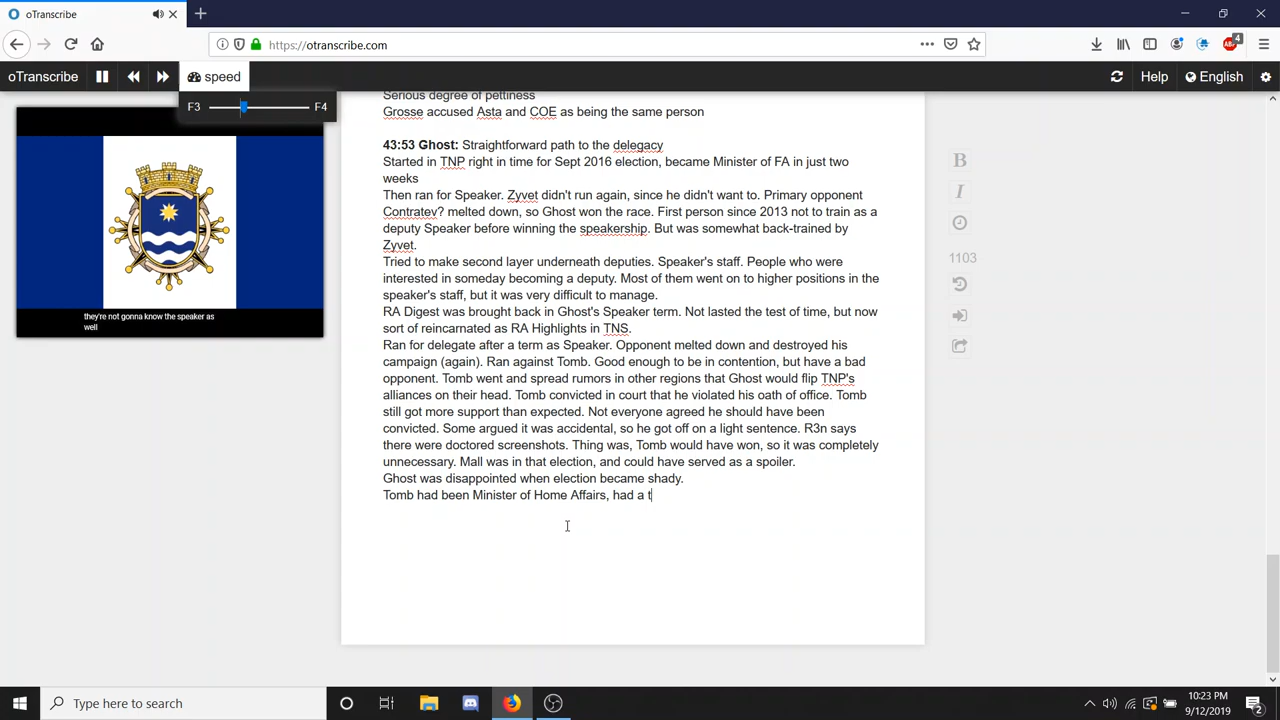 oTranscribe
https://otranscribe.com
4
oTranscribe
speed
Help
English
F3
F4
they're not gonna know the speaker as
well
Serious degree of pettiness
Grosse accused Asta and COE as being the same person
43:53 Ghost: Straightforward path to the delegacy
Started in TNP right in time for Sept 2016 election, became Minister of FA in just two
weeks
Then ran for Speaker. Zyvet didn't run again, since he didn't want to. Primary opponent
Contratev? melted down, so Ghost won the race. First person since 2013 not to train as a
deputy Speaker before winning the speakership. But was somewhat back-trained by
Zyvet.
Tried to make second layer underneath deputies. Speaker's staff. People who were
interested in someday becoming a deputy. Most of them went on to higher positions in the
speaker's staff, but it was very difficult to manage.
RA Digest was brought back in Ghost's Speaker term. Not lasted the test of time, but now
sort of reincarnated as RA Highlights in TNS.
Ran for delegate after a term as Speaker. Opponent melted down and destroyed his
campaign (again). Ran against Tomb. Good enough to be in contention, but have a bad
opponent. Tomb went and spread rumors in other regions that Ghost would flip TNP's
alliances on their head. Tomb convicted in court that he violated his oath of office. Tomb
still got more support than expected. Not everyone agreed he should have been
convicted. Some argued it was accidental, so he got off on a light sentence. R3n says
there were doctored screenshots. Thing was, Tomb would have won, so it was completely
unnecessary. Mall was in that election, and could have served as a spoiler.
Ghost was disappointed when election became shady.
Tomb had been Minister of Home Affairs, had a t
B
I
1103
Type here to search
10:23 PM
9/12/2019
2